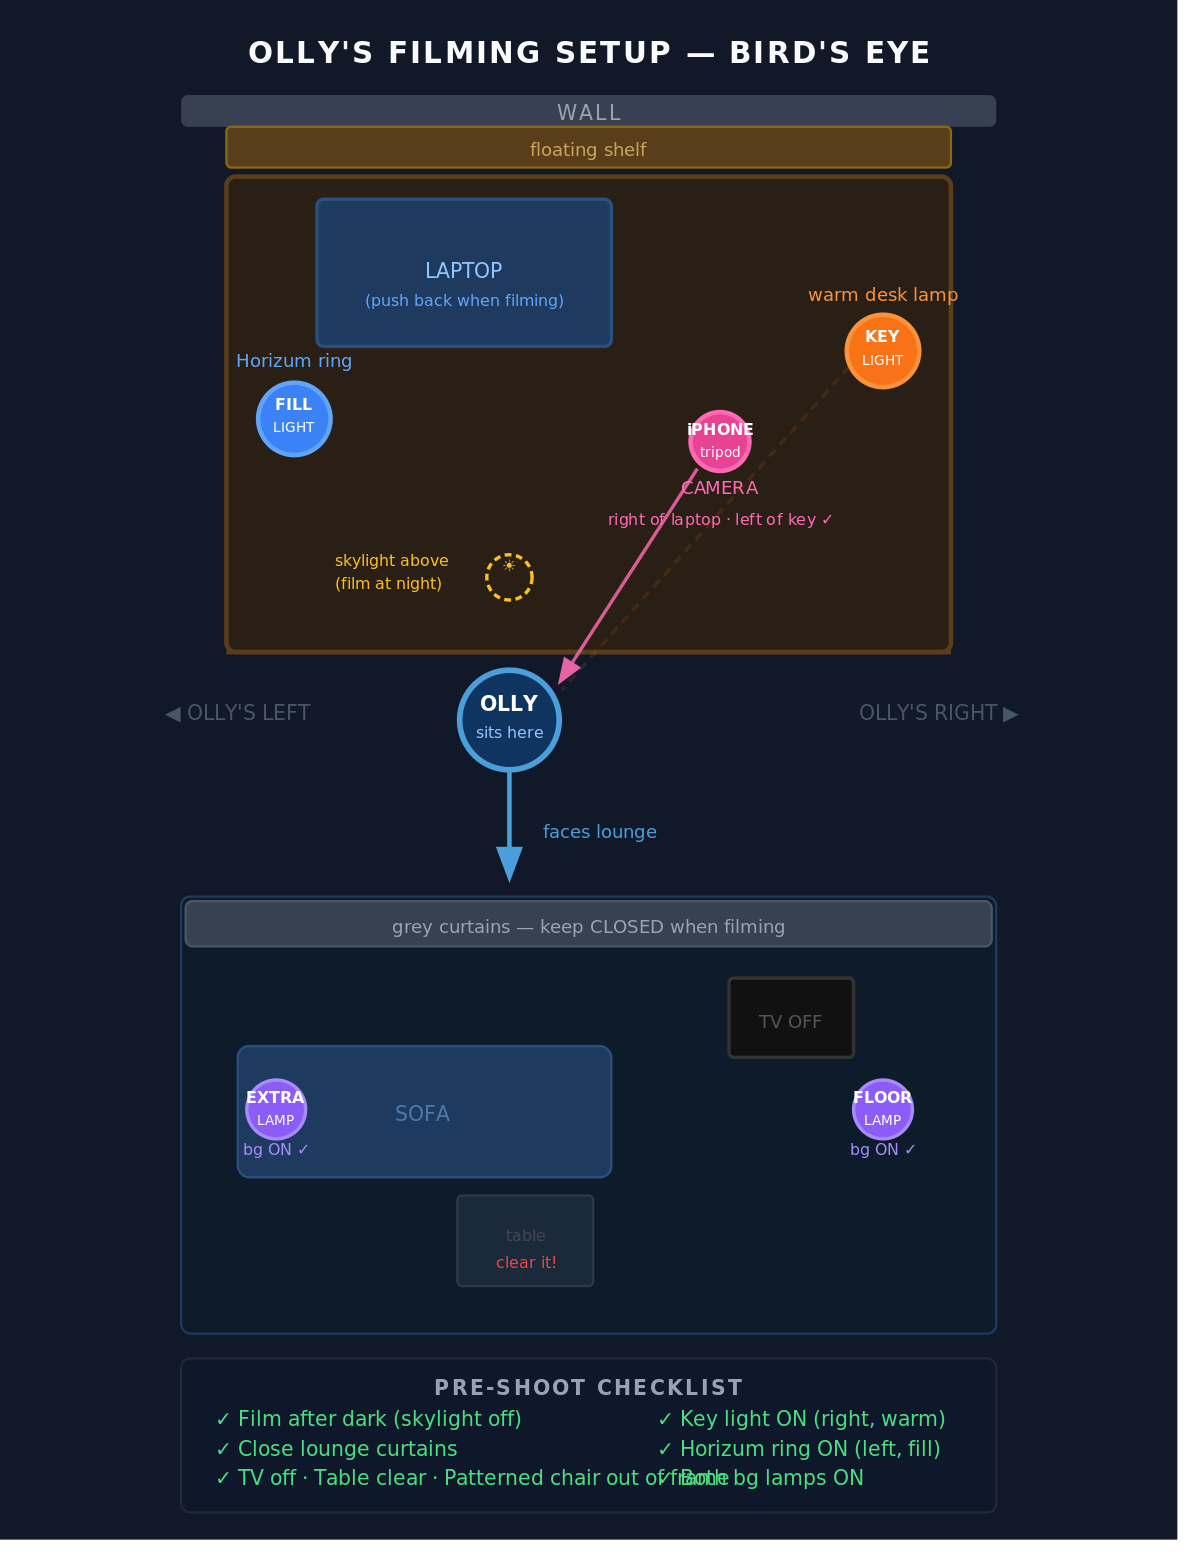 OLLY'S FILMING SETUP — BIRD'S EYE
WALL
floating shelf
LAPTOP
(push back when filming)
warm desk lamp
KEY
LIGHT
Horizum ring
FILL
LIGHT
iPHONE
tripod
CAMERA
right of laptop · left of key ✓
skylight above
(film at night)
☀
OLLY
sits here
◀ OLLY'S LEFT
OLLY'S RIGHT ▶
faces lounge
grey curtains — keep CLOSED when filming
TV OFF
SOFA
EXTRA
LAMP
bg ON ✓
FLOOR
LAMP
bg ON ✓
table
clear it!
PRE-SHOOT CHECKLIST
✓ Film after dark (skylight off)
✓ Key light ON (right, warm)
✓ Close lounge curtains
✓ Horizum ring ON (left, fill)
✓ TV off · Table clear · Patterned chair out of frame
✓ Both bg lamps ON